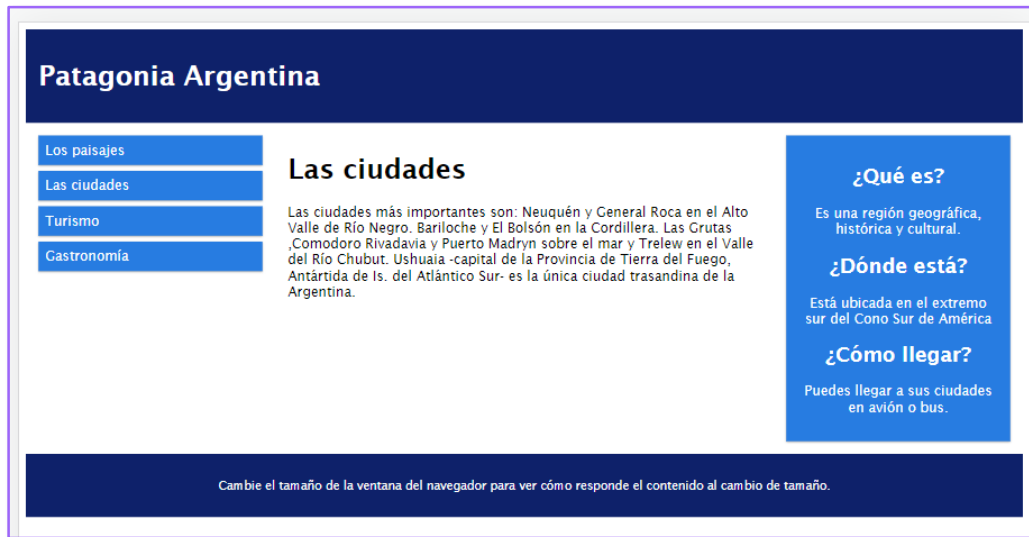 Patagonia Argentina
Los paisajes
Las ciudades
Turismo
Gastronomía
Las ciudades
Las ciudades más importantes son: Neuquén y General Roca en el Alto
Valle de Río Negro. Bariloche y El Bolsón en la Cordillera. Las Grutas
,Comodoro Rivadavia y Puerto Madryn sobre el mar y Trelew en el Valle
del Río Chubut. Ushuaia -capital de la Provincia de Tierra del Fuego,
Antártida de Is. del Atlántico Sur- es la única ciudad trasandina de la
Argentina.
¿Qué es?
Es una región geográfica,
histórica y cultural.
¿Dónde está?
Está ubicada en el extremo
sur del Cono Sur de América
¿Cómo llegar?
Puedes llegar a sus ciudades
en avión o bus.
Cambie el tamaño de la ventana del navegador para ver cómo responde el contenido al cambio de tamaño.